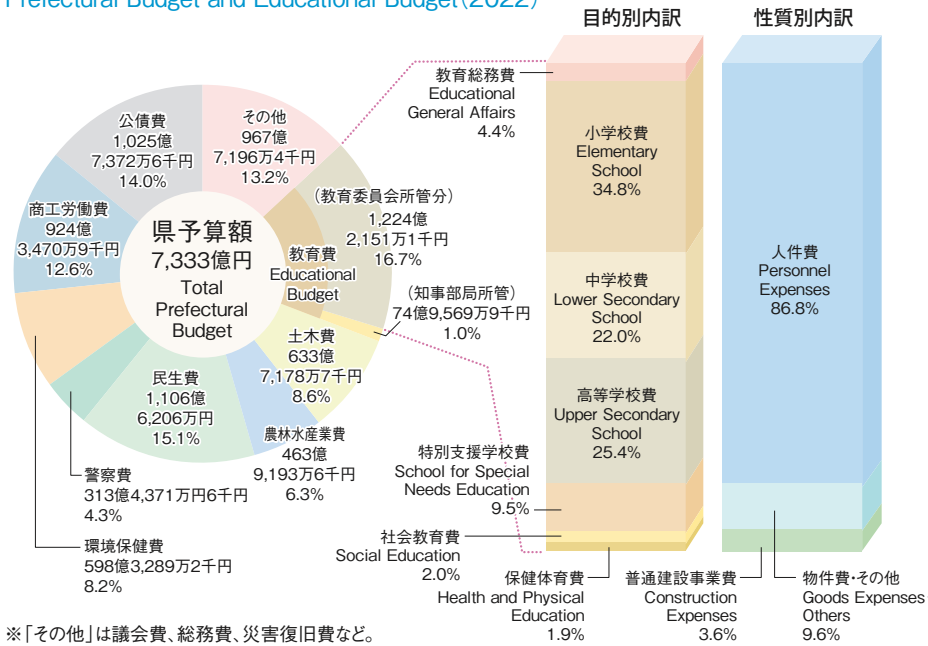 Prefectural Budget and Educational Budget(2022)
目的別内訳
性質別内訳
教育総務費
Educational
General Affairs
4.4%
小学校費
Elementary
School
34.8%
中学校費
Lower Secondary
School
22.0%
高等学校費
Upper Secondary
School
25.4%
特別支援学校費
School for Special
Needs Education
9.5%
社会教育費
Social Education
2.0%
保健体育費
Health and Physical
Education
1.9%
人件費
Personnel
Expenses
86.8%
普通建設事業費
Construction
Expenses
3.6%
物件費・その他
Goods Expenses
Others
9.6%
公債費
1,025億
7,372万6千円
14.0%
その他
967億
7,196万4千円
13.2%
商工労働費
924億
3,470万9千円
12.6%
県予算額
7,333億円
Total
Prefectural
Budget
教育費
Educational
Budget
(教育委員会所管分)
1,224億
2,151万1千円
16.7%
(知事部局所管)
74億9,569万9千円
1.0%
土木費
633億
7,178万7千円
8.6%
民生費
1,106億
6,206万円
15.1%
農林水産業費
463億
9,193万6千円
6.3%
警察費
313億4,371万円6千円
4.3%
環境保健費
598億3,289万2千円
8.2%
※「その他」は議会費、総務費、災害復旧費など。